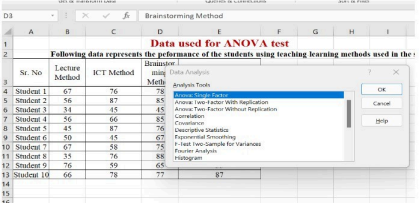 D3 fx Brainstorming Method
A B C D E F G H I
1 Data used for ANOVA test
2 Following data represents the performance of the students using teaching learning methods used in the s
3 Sr. No Lecture Method ICT Method Brainstor ming Metho
4 Student 1 67 76 78
5 Student 2 56 87 85
6 Student 3 34 45 45
7 Student 4 56 66 85
8 Student 5 45 87 76
9 Student 6 50 45 67
10 Student 7 67 58 75
11 Student 8 35 76 88
12 Student 9 76 59 65
13 Student 10 66 78 77 87
14
15
Data Analysis ? ×
Analysis Tools
Anova: Single Factor
Anova: Two-Factor With Replication
Anova: Two-Factor Without Replication
Correlation
Covariance
Descriptive Statistics
Exponential Smoothing
F-Test Two-Sample for Variances
Fourier Analysis
Histogram
OK
Cancel
Help